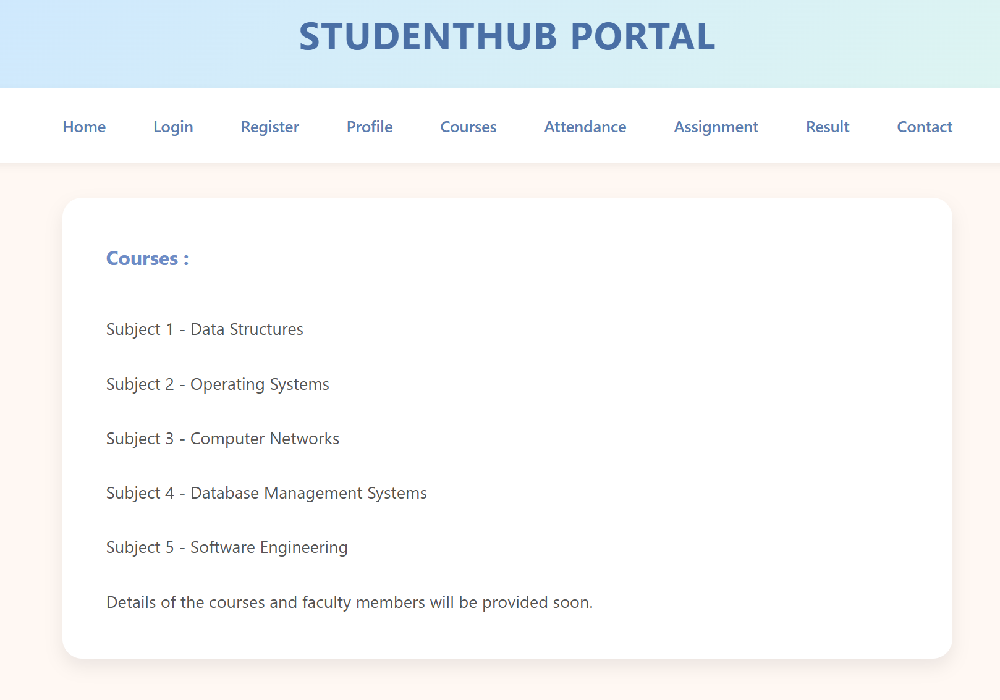 STUDENTHUB PORTAL
Home Login Register Profile Courses Attendance Assignment Result Contact
Courses :
Subject 1 - Data Structures
Subject 2 - Operating Systems
Subject 3 - Computer Networks
Subject 4 - Database Management Systems
Subject 5 - Software Engineering
Details of the courses and faculty members will be provided soon.